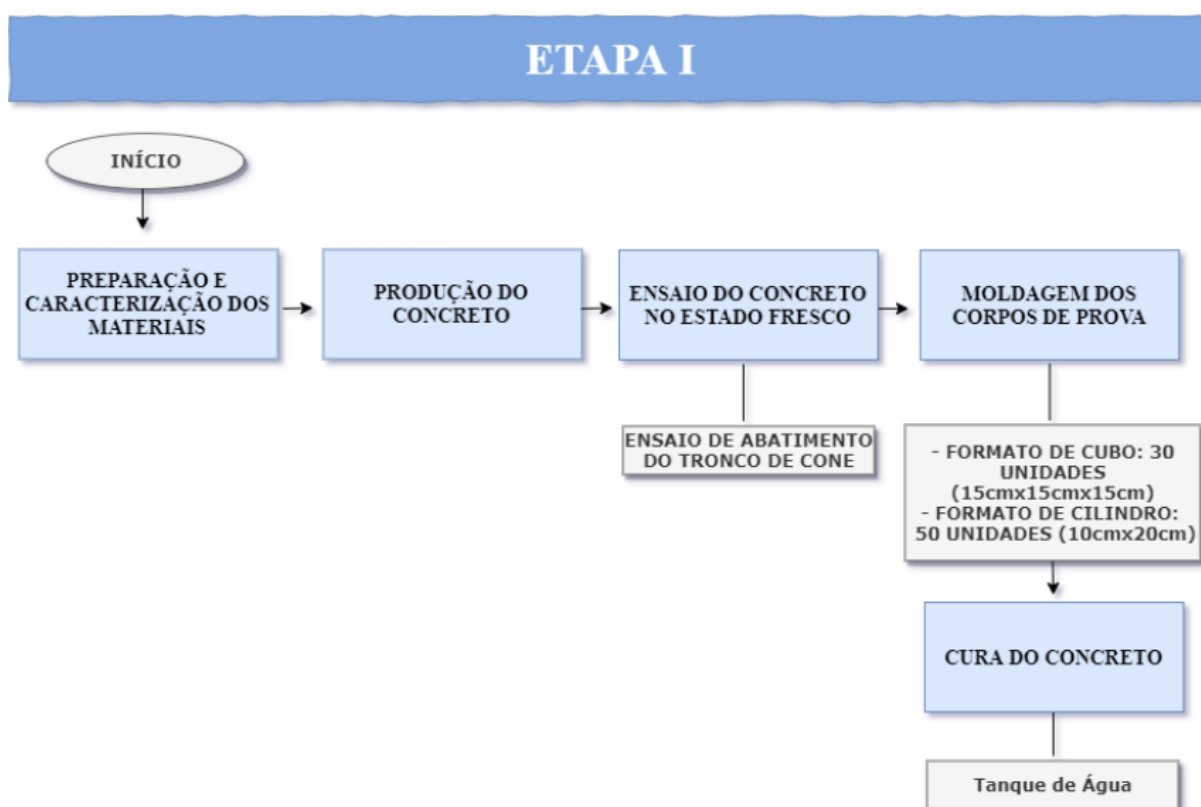 ETAPA I
INÍCIO
PREPARAÇÃO E
CARACTERIZAÇÃO DOS
MATERIAIS
PRODUÇÃO DO
CONCRETO
ENSAIO DO CONCRETO
NO ESTADO FRESCO
MOLDAGEM DOS
CORPOS DE PROVA
ENSAIO DE ABATIMENTO
DO TRONCO DE CONE
- FORMATO DE CUBO: 30
UNIDADES
(15cmx15cmx15cm)
- FORMATO DE CILINDRO:
50 UNIDADES (10cmx20cm)
CURA DO CONCRETO
Tanque de Água